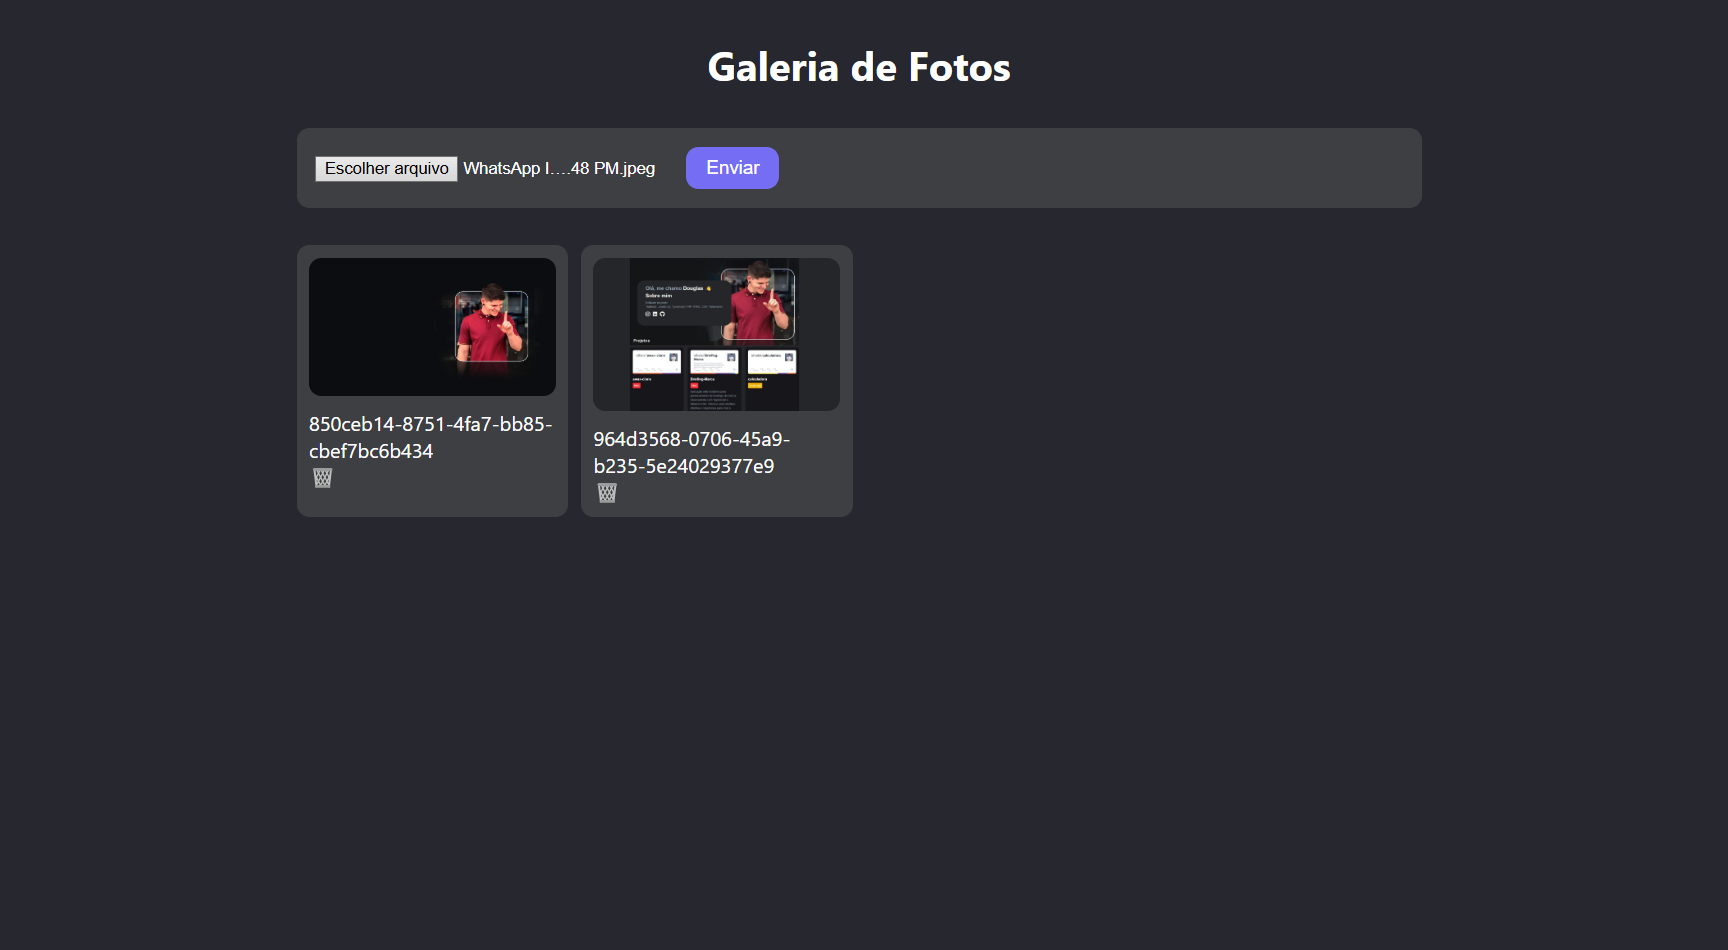 Galeria de Fotos
Escolher arquivo WhatsApp I....48 PM.jpeg Enviar
850ceb14-8751-4fa7-bb85-
cbef7bc6b434
Olá, me chamo Douglas 👋
Sobre mim
Projetos
964d3568-0706-45a9-
b235-5e24029377e9